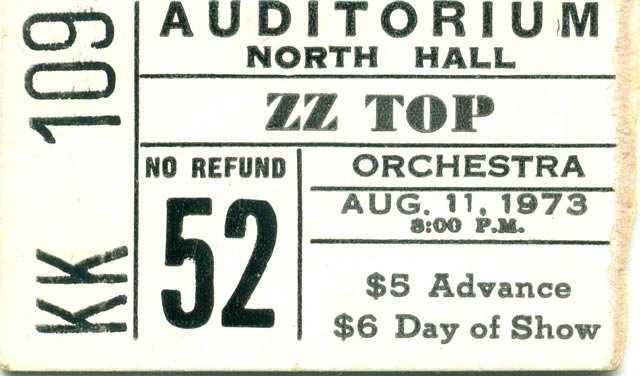 AUDITORIUM
NORTH HALL
ZZ TOP
NO REFUND
52
ORCHESTRA
AUG. 11, 1973
8:00 P.M.
$5 Advance
$6 Day of Show
KK 109